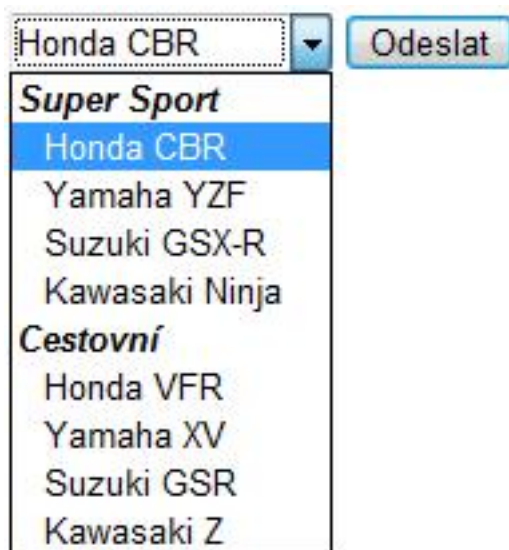 Honda CBR Odeslat
Super Sport
Honda CBR
Yamaha YZF
Suzuki GSX-R
Kawasaki Ninja
Cestovní
Honda VFR
Yamaha XV
Suzuki GSR
Kawasaki Z